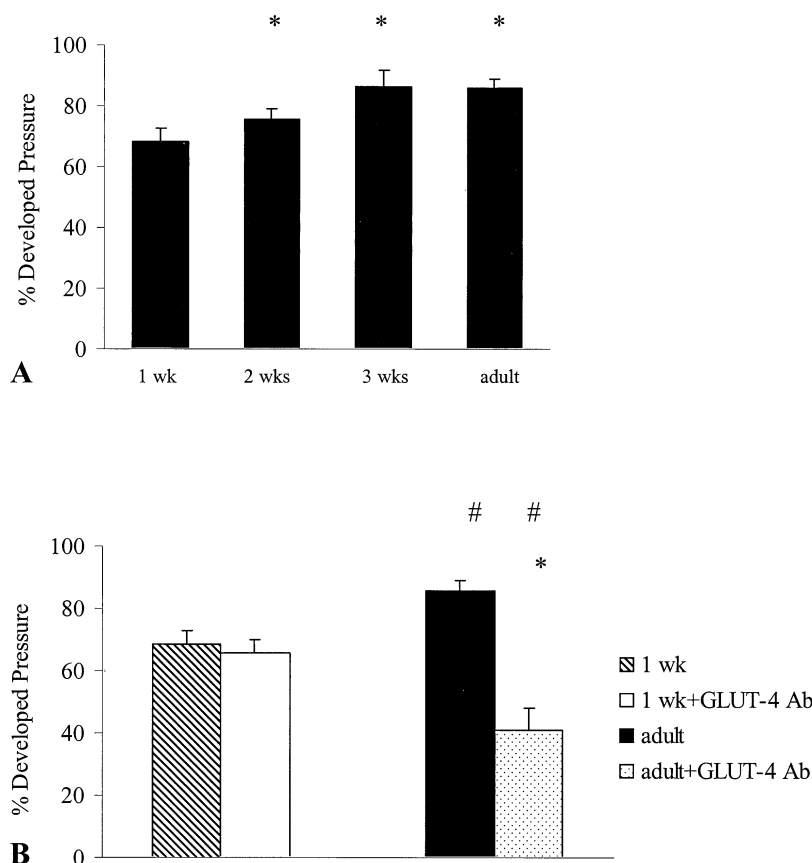 * * *
100
80
60
40
20
0
% Developed Pressure
A
1 wk 2 wks 3 wks adult
# #
*
100
80
60
40
20
0
% Developed Pressure
B
1 wk
1 wk+GLUT-4 Ab
adult
adult+GLUT-4 Ab